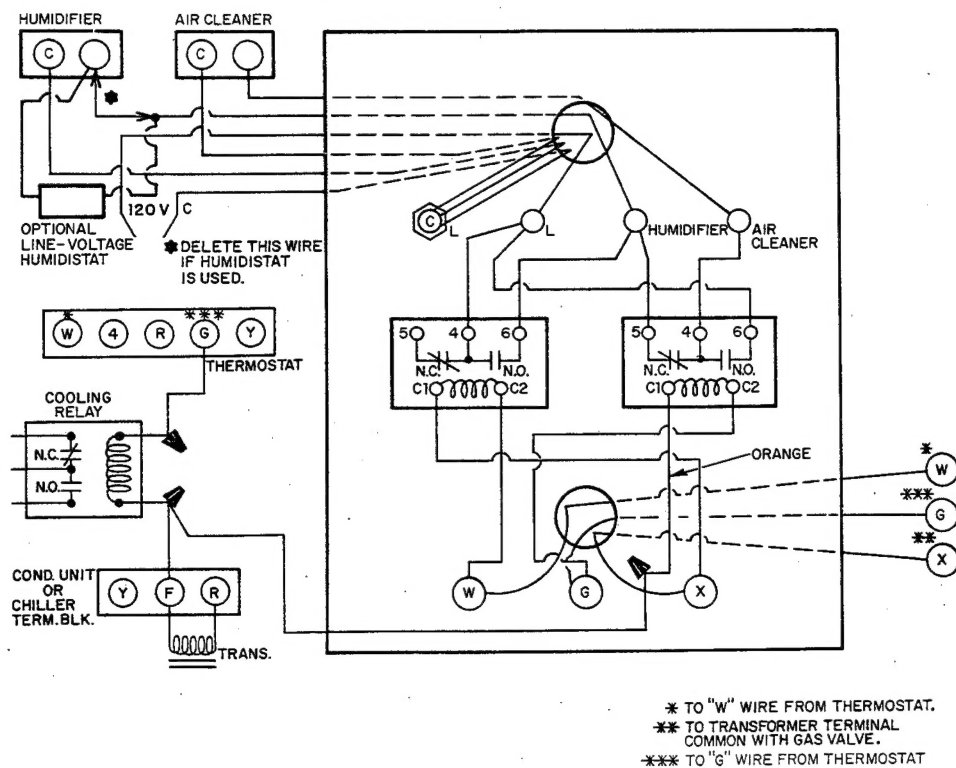 HUMIDIFIER
AIR CLEANER
C
C
*
120 V C
OPTIONAL
LINE-VOLTAGE
HUMIDISTAT
* DELETE THIS WIRE
IF HUMIDISTAT
IS USED.
C
L
L
HUMIDIFIER
AIR
CLEANER
* ***
W 4 R G Y
THERMOSTAT
5 4 6
N.C. N.O.
C1 C2
5 4 6
N.C. N.O.
C1 C2
COOLING
RELAY
N.C.
N.O.
ORANGE
*
W
***
G
**
X
W G X
COND. UNIT
OR
CHILLER
TERM. BLK.
Y F R
TRANS.
* TO "W" WIRE FROM THERMOSTAT.
** TO TRANSFORMER TERMINAL
COMMON WITH GAS VALVE.
*** TO "G" WIRE FROM THERMOSTAT